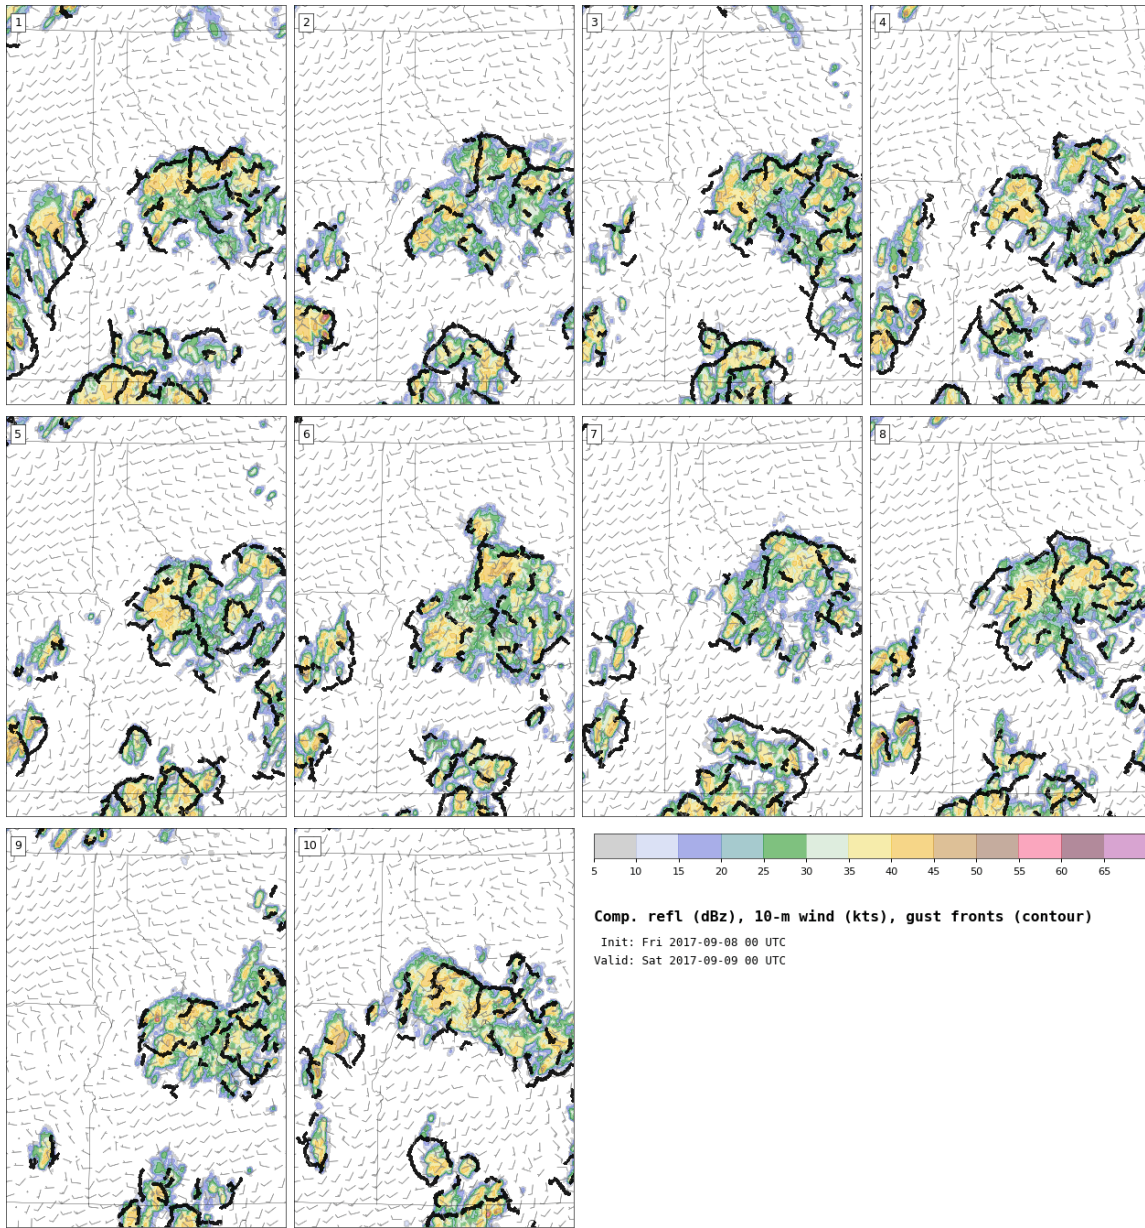 1
2
3
4
5
6
7
8
9
10
5 10 15 20 25 30 35 40 45 50 55 60 65
Comp. refl (dBz), 10-m wind (kts), gust fronts (contour)
Init: Fri 2017-09-08 00 UTC
Valid: Sat 2017-09-09 00 UTC